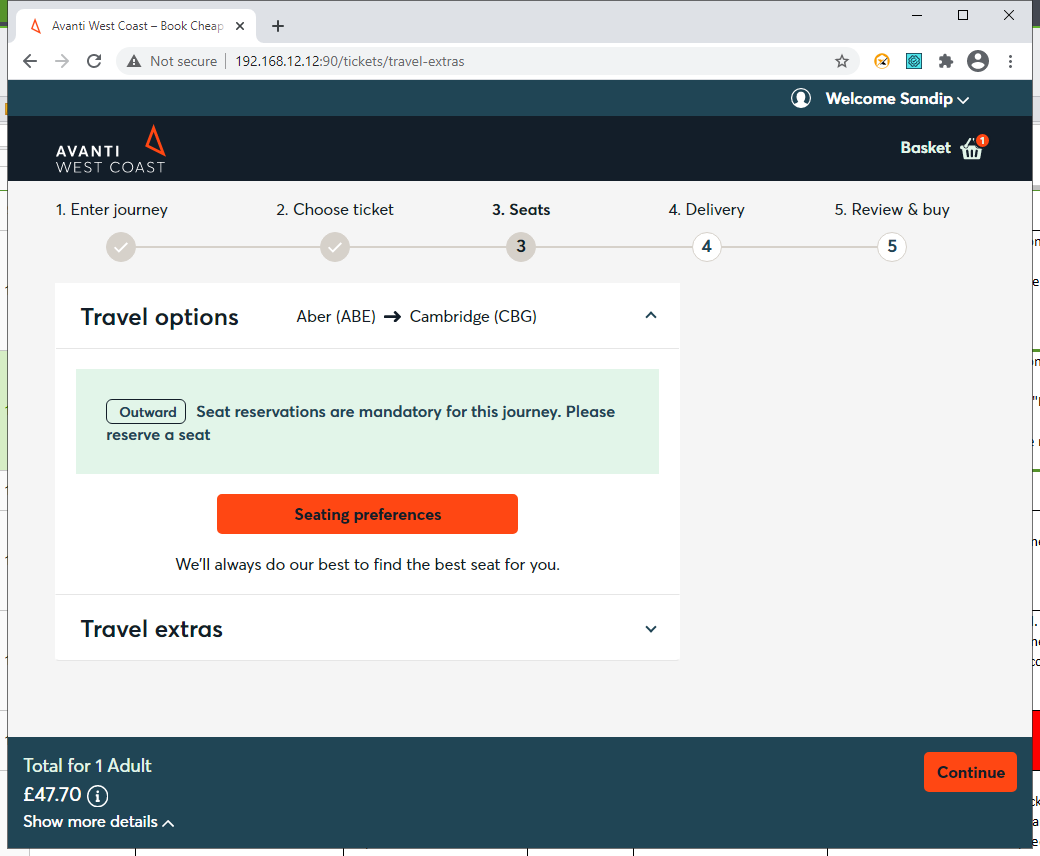 Avanti West Coast – Book Cheap
Not secure | 192.168.12.12:90/tickets/travel-extras
Welcome Sandip
AVANTI
WEST COAST
Basket 1
1. Enter journey 2. Choose ticket 3. Seats 4. Delivery 5. Review & buy
3 4 5
Travel options Aber (ABE) → Cambridge (CBG)
Outward Seat reservations are mandatory for this journey. Please
reserve a seat
Seating preferences
We'll always do our best to find the best seat for you.
Travel extras
Total for 1 Adult
£47.70 i
Continue
Show more details